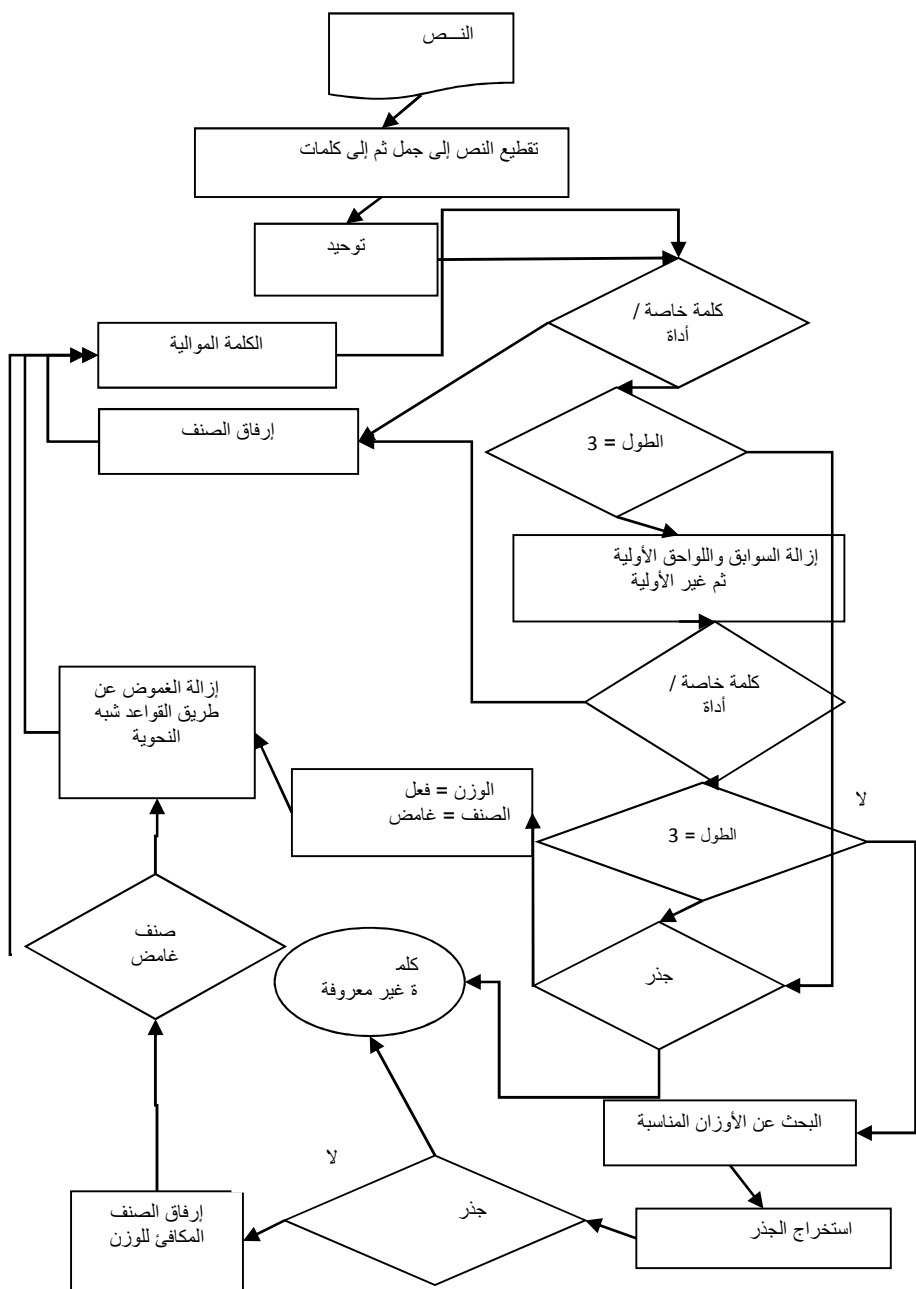 النـــص
تقطيع النص إلى جمل ثم إلى كلمات
توحيد
كلمة خاصة /
أداة
الكلمة الموالية
إرفاق الصنف
الطول = 3
إزالة السوابق واللواحق الأولية
ثم غير الأولية
كلمة خاصة /
أداة
إزالة الغموض عن
طريق القواعد شبه
النحوية
الوزن = فعل
الصنف = غامض
لا
الطول = 3
صنف
غامض
كلمـ
ة غير معروفة
جذر
البحث عن الأوزان المناسبة
لا
جذر
إرفاق الصنف
المكافئ للوزن
استخراج الجذر